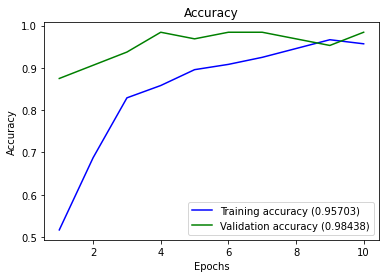 Accuracy
1.0
0.9
0.8
0.7
0.6
0.5
Accuracy
Training accuracy (0.95703)
Validation accuracy (0.98438)
2 4 6 8 10
Epochs